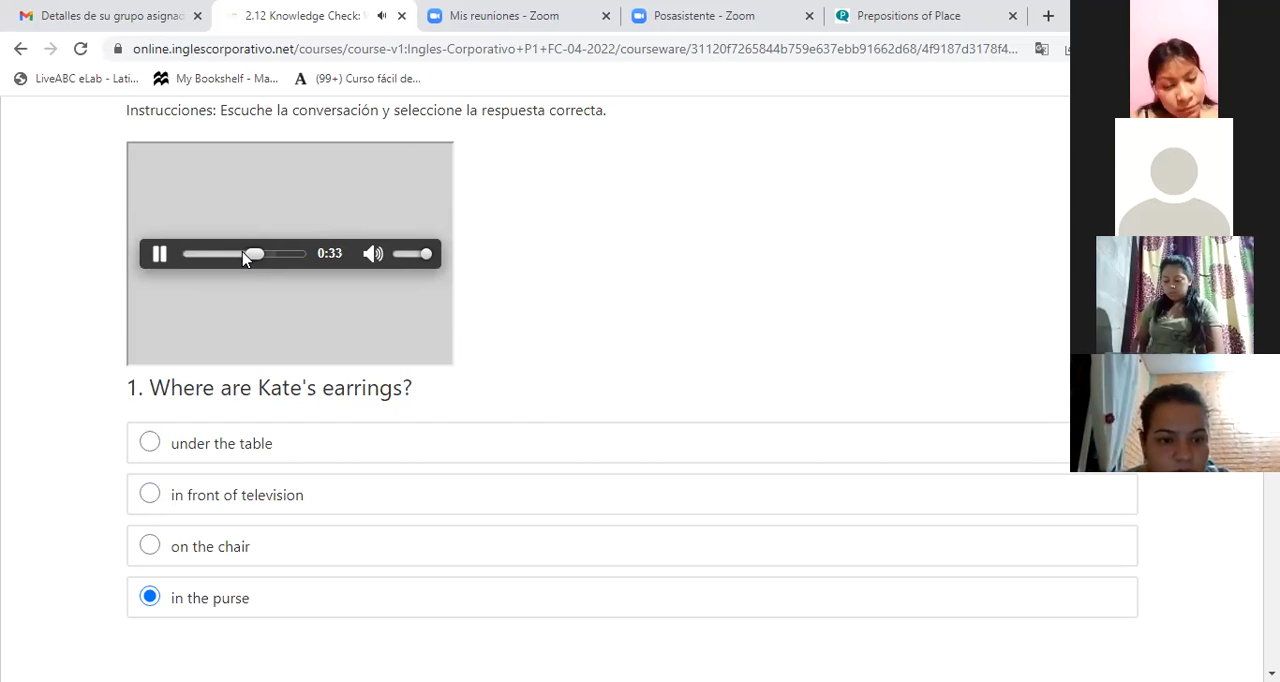 Detalles de su grupo asignad
2.12 Knowledge Check:
Mis reuniones - Zoom
Posasistente - Zoom
Prepositions of Place
online.inglescorporativo.net/courses/course-v1:Ingles-Corporativo+P1+FC-04-2022/courseware/31120f7265844b759e637ebb91662d68/4f9187d3178f4...
LiveABC eLab - Lati...
My Bookshelf - Ma...
A (99+) Curso fácil de...
Instrucciones: Escuche la conversación y seleccione la respuesta correcta.
0:33
1. Where are Kate's earrings?
under the table
in front of television
on the chair
in the purse